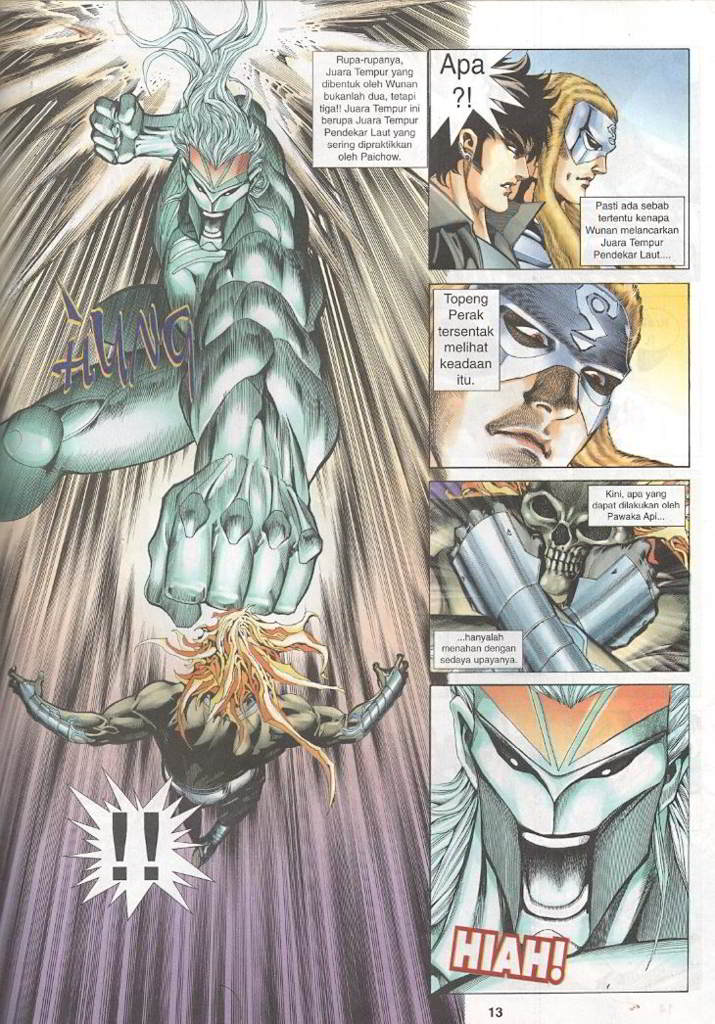 Rupa-rupanya,
Juara Tempur yang
dibentuk oleh Wunan
bukanlah dua, tetapi
tiga!! Juara Tempur ini
berupa Juara Tempur
Pendekar Laut yang
sering dipraktikkan
oleh Paichow.
Apa
?!
Pasti ada sebab
tertentu kenapa
Wunan melancarkan
Juara Tempur
Pendekar Laut....
HUNG
Topeng
Perak
tersentak
melihat
keadaan
itu.
Kini, apa yang
dapat dilakukan oleh
Pawaka Api...
...hanyalah
menahan dengan
sedaya upayanya.
!!
HIAH!
13